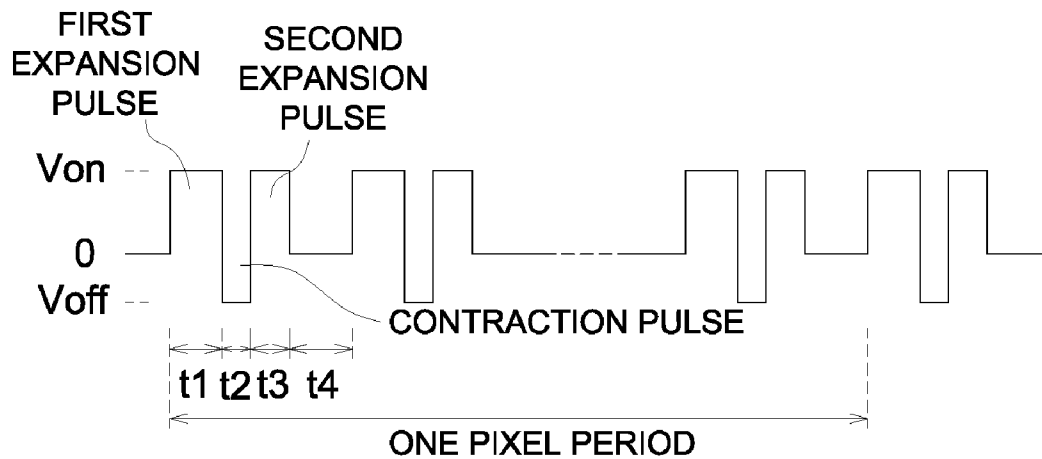 FIRST
EXPANSION
PULSE
SECOND
EXPANSION
PULSE
Von
0
Voff
CONTRACTION PULSE
t1 t2 t3 t4
ONE PIXEL PERIOD